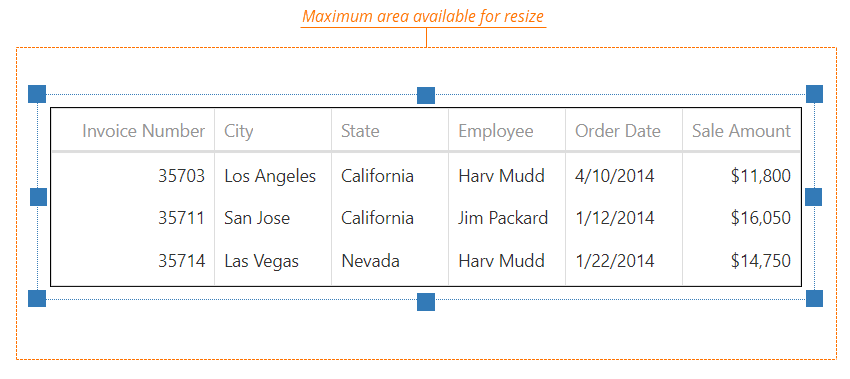 Maximum area available for resize
Invoice Number City State Employee Order Date Sale Amount
35703 Los Angeles California Harv Mudd 4/10/2014 $11,800
35711 San Jose California Jim Packard 1/12/2014 $16,050
35714 Las Vegas Nevada Harv Mudd 1/22/2014 $14,750